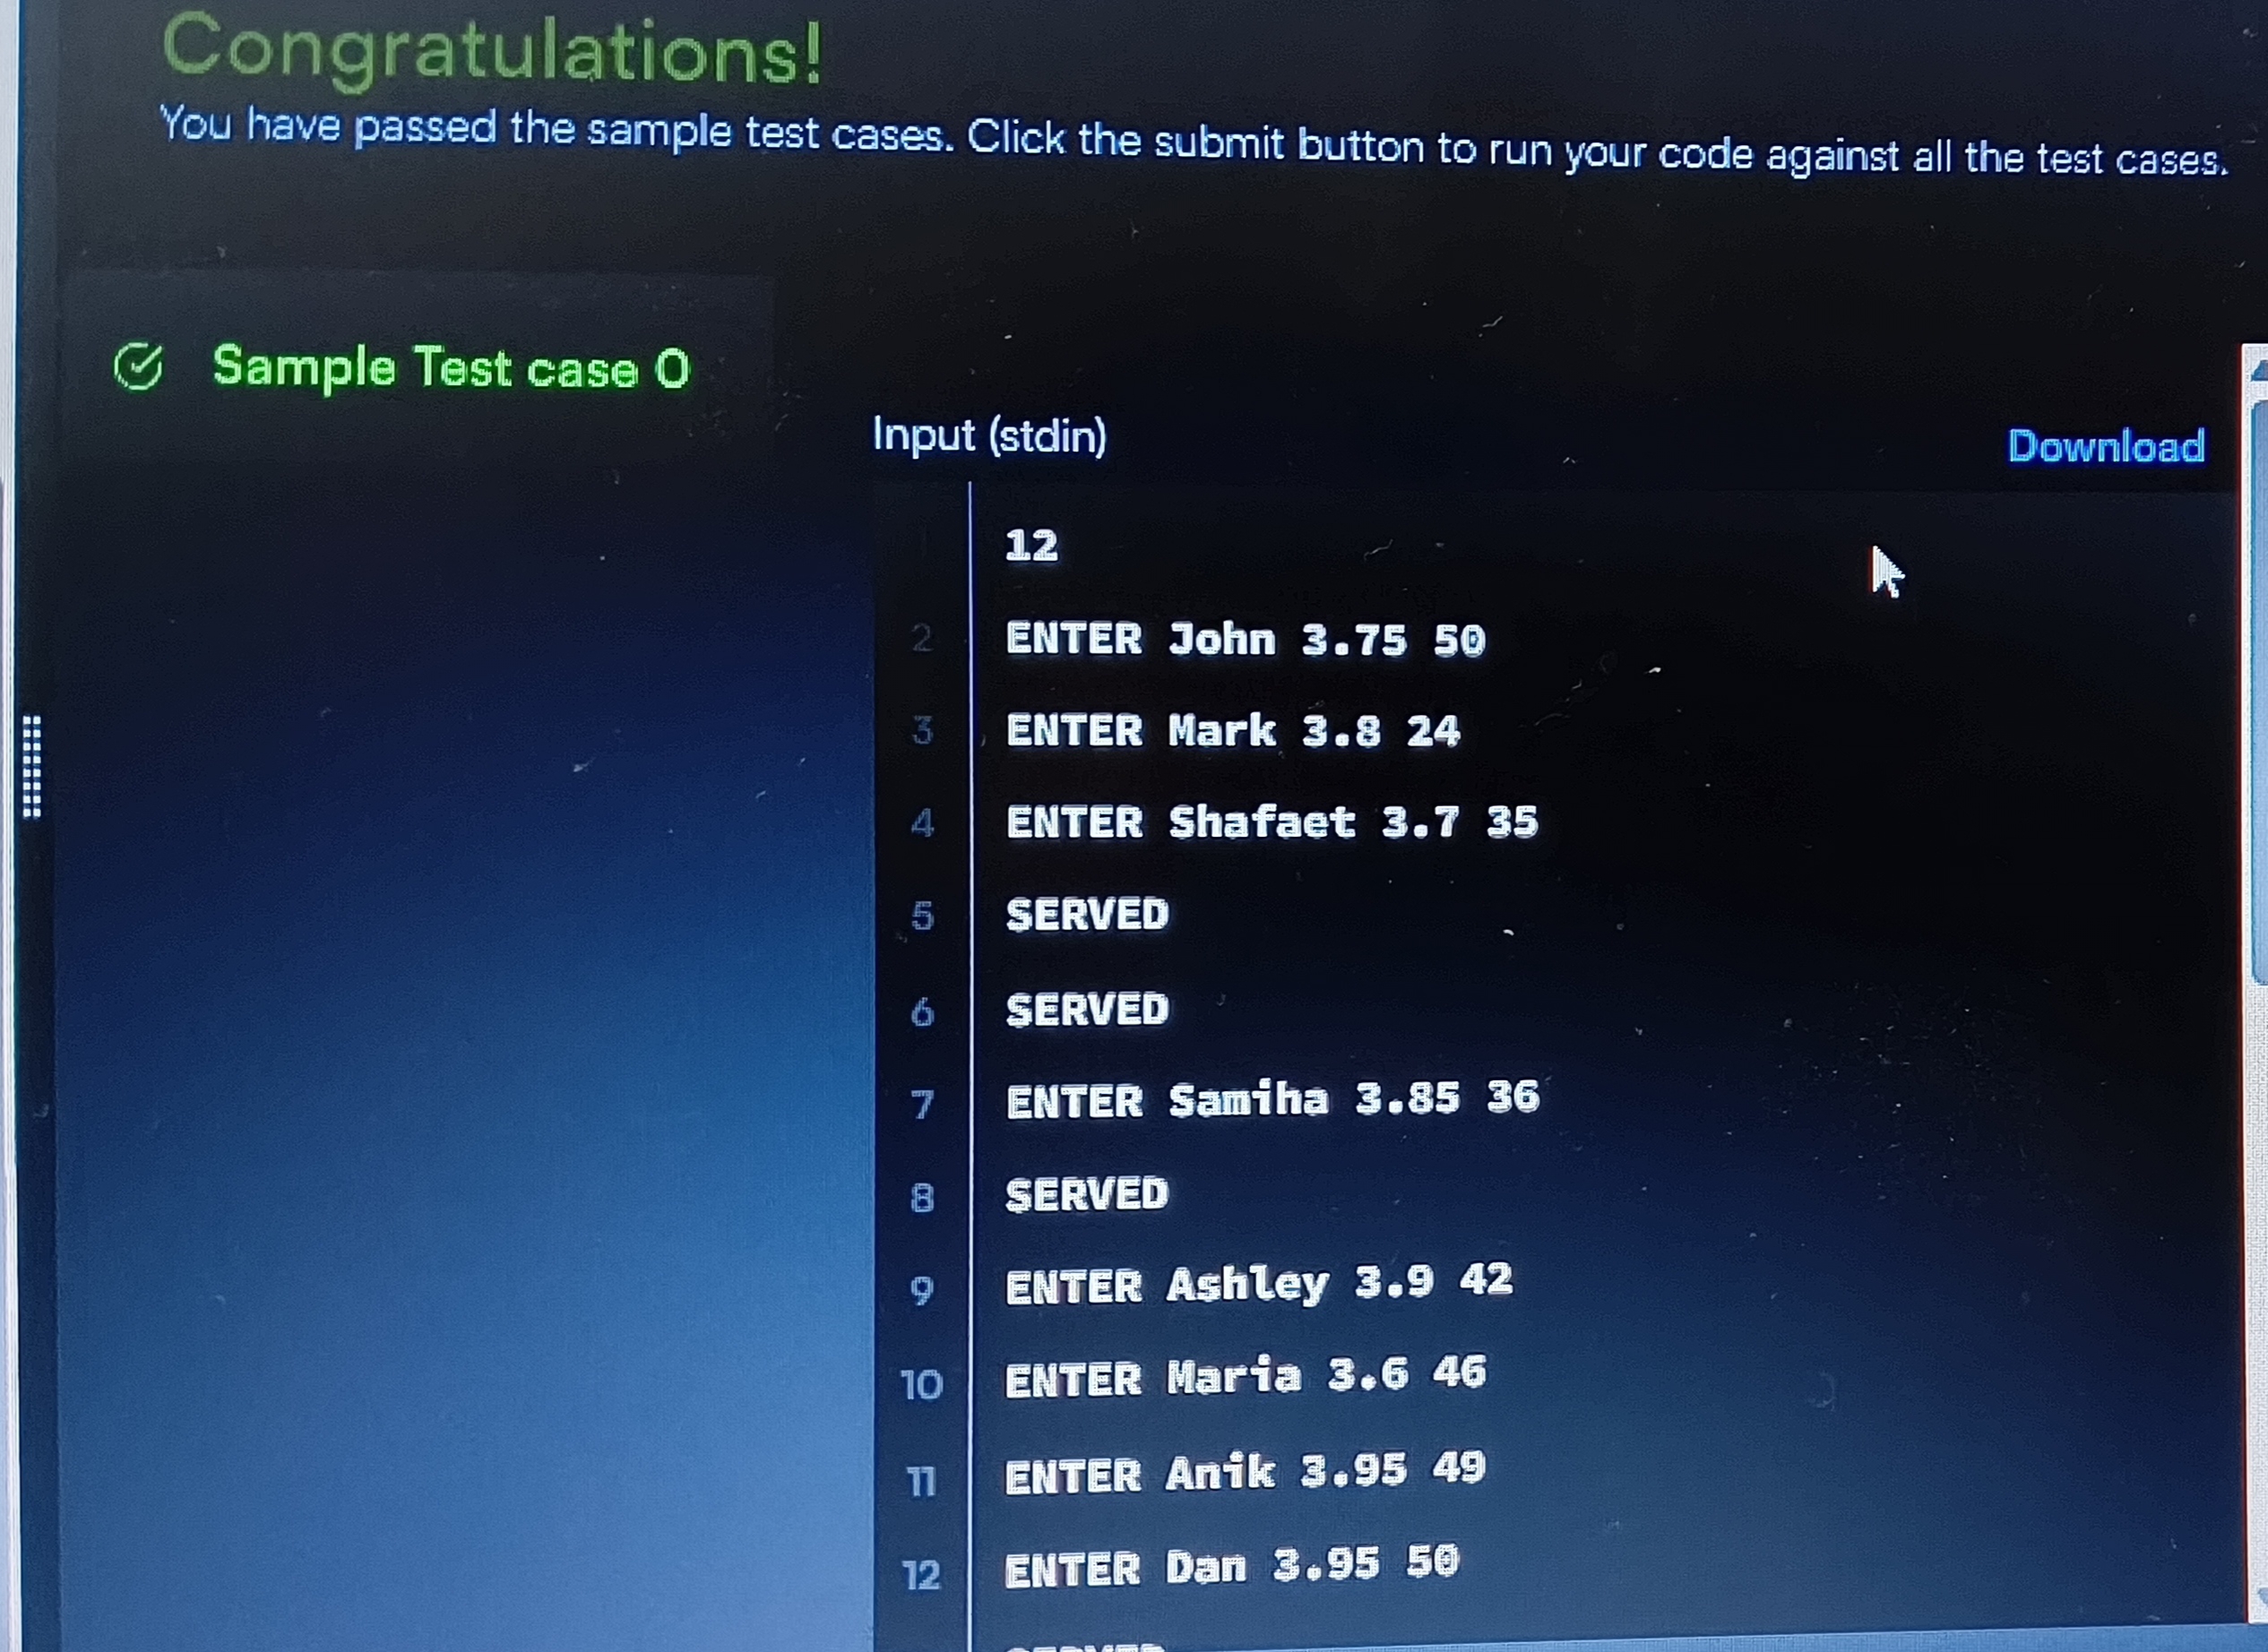 Congratulations!
You have passed the sample test cases. Click the submit button to run your code against all the test cases.
Sample Test case 0
Input (stdin)
Download
1 12
2 ENTER John 3.75 50
3 ENTER Mark 3.8 24
4 ENTER Shafaet 3.7 35
5 SERVED
6 SERVED
7 ENTER Samiha 3.85 36
8 SERVED
9 ENTER Ashley 3.9 42
10 ENTER Maria 3.6 46
11 ENTER Anik 3.95 49
12 ENTER Dan 3.95 50
SERVED